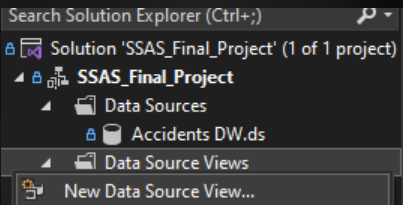 Search Solution Explorer (Ctrl+;)
Solution 'SSAS_Final_Project' (1 of 1 project)
SSAS_Final_Project
Data Sources
Accidents DW.ds
Data Source Views
New Data Source View...